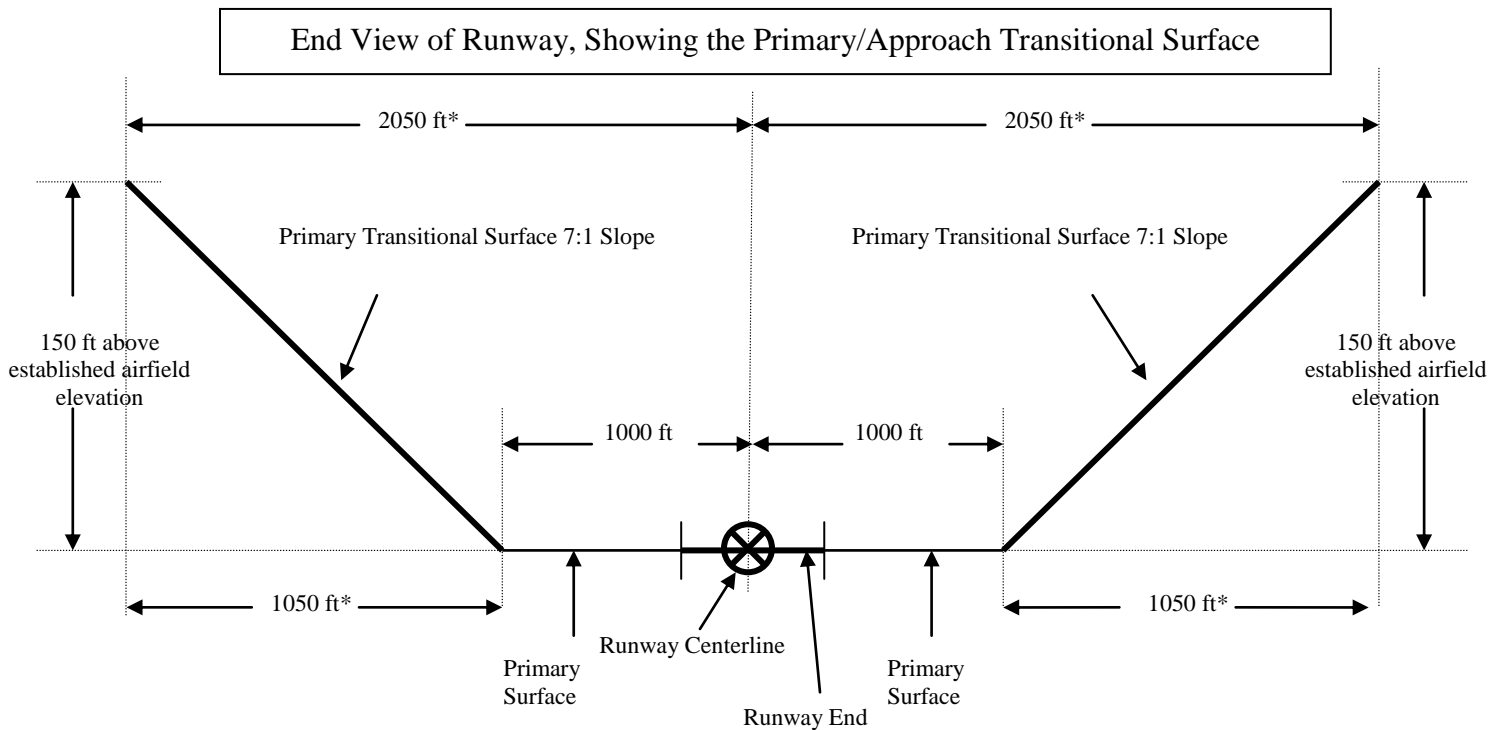 End View of Runway, Showing the Primary/Approach Transitional Surface
2050 ft*
2050 ft*
Primary Transitional Surface 7:1 Slope
Primary Transitional Surface 7:1 Slope
150 ft above
established airfield
elevation
150 ft above
established airfield
elevation
1000 ft
1000 ft
1050 ft*
1050 ft*
Runway Centerline
Primary
Surface
Primary
Surface
Runway End